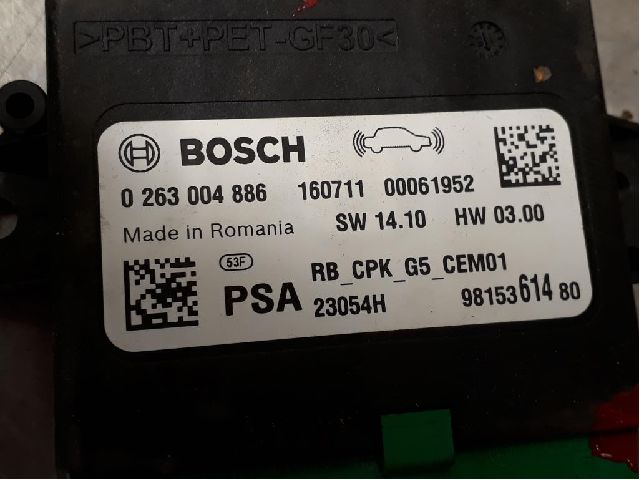 >PBT+PET-GF30<
BOSCH
0 263 004 886 160711 00061952
Made in Romania SW 14.10 HW 03.00
53F RB_CPK_G5_CEM01
PSA 23054H 98153614 80